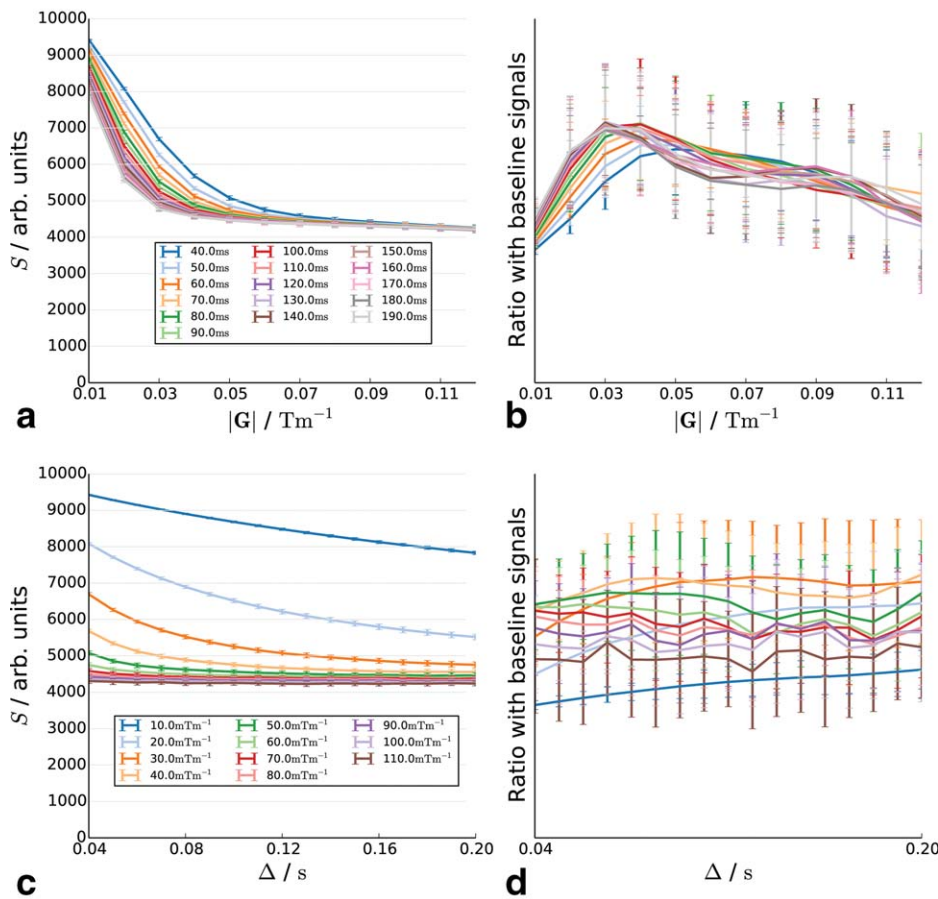 10000
9000
8000
7000
6000
5000
4000
3000
2000
1000
0
S / arb. units
40.0ms 100.0ms 150.0ms
50.0ms 110.0ms 160.0ms
60.0ms 120.0ms 170.0ms
70.0ms 130.0ms 180.0ms
80.0ms 140.0ms 190.0ms
90.0ms
0.01 0.03 0.05 0.07 0.09 0.11
|G| / Tm⁻¹
a
Ratio with baseline signals
0.01 0.03 0.05 0.07 0.09 0.11
|G| / Tm⁻¹
b
10000
9000
8000
7000
6000
5000
4000
3000
2000
1000
0
S / arb. units
10.0mTm⁻¹ 50.0mTm⁻¹ 90.0mTm⁻¹
20.0mTm⁻¹ 60.0mTm⁻¹ 100.0mTm⁻¹
30.0mTm⁻¹ 70.0mTm⁻¹ 110.0mTm⁻¹
40.0mTm⁻¹ 80.0mTm⁻¹
0.04 0.08 0.12 0.16 0.20
Δ / s
c
Ratio with baseline signals
0.04 0.20
Δ / s
d